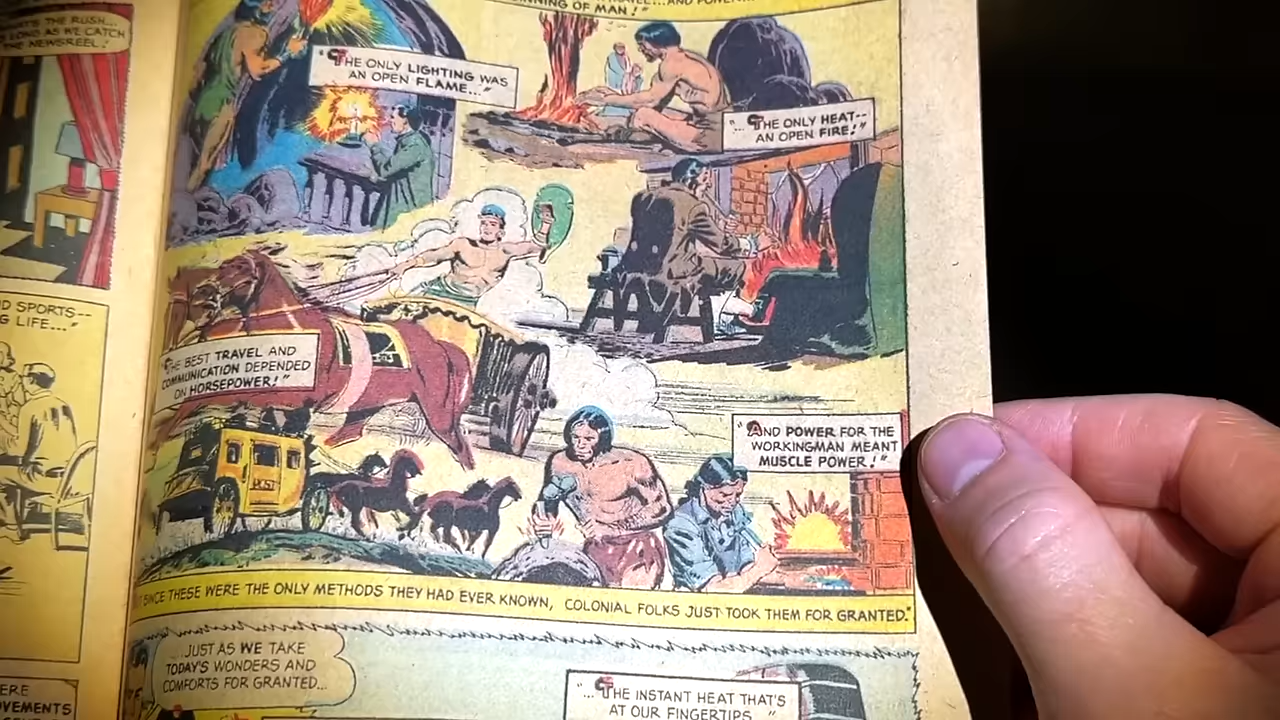 THE RUSH...
LONG AS WE CATCH
THE NEWSREEL!
SPORTS--
LIFE..."
OVEMENTS
NING OF MAN!"
"THE ONLY LIGHTING WAS
AN OPEN FLAME..."
"...THE ONLY HEAT--
AN OPEN FIRE!"
"THE BEST TRAVEL AND
COMMUNICATION DEPENDED
ON HORSEPOWER!"
POST
"AND POWER FOR THE
WORKINGMAN MEANT
MUSCLE POWER!"
SINCE THESE WERE THE ONLY METHODS THEY HAD EVER KNOWN, COLONIAL FOLKS JUST TOOK THEM FOR GRANTED."
...JUST AS WE TAKE
TODAY'S WONDERS AND
COMFORTS FOR GRANTED...
"...THE INSTANT HEAT THAT'S
AT OUR FINGERTIPS..."